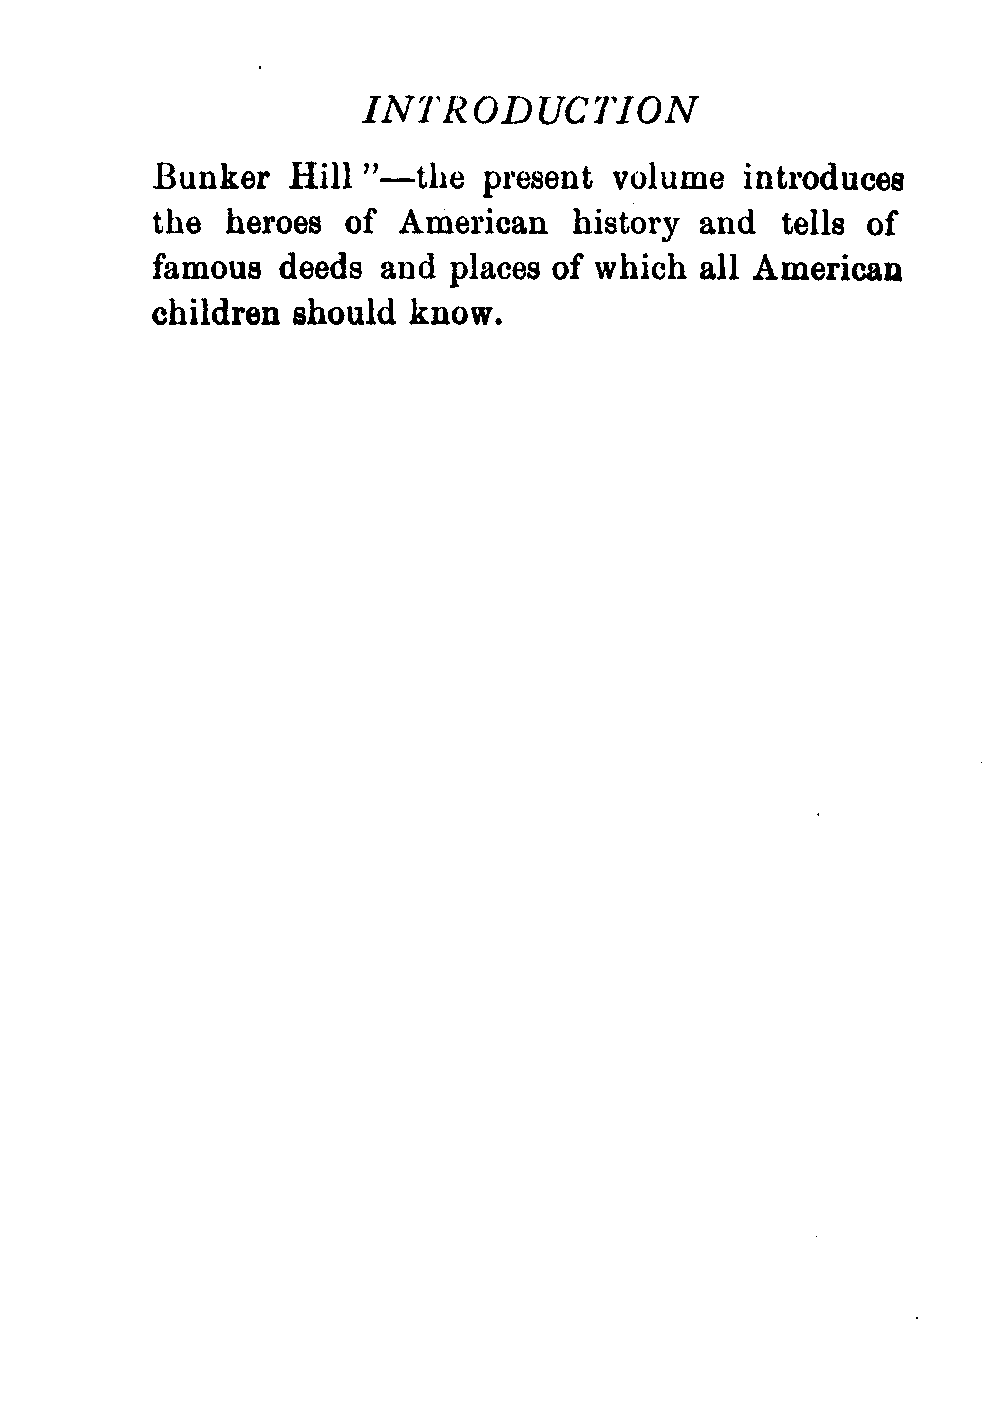 INTRODUCTION
Bunker Hill"—the present volume introduces
the heroes of American history and tells of
famous deeds and places of which all American
children should know.